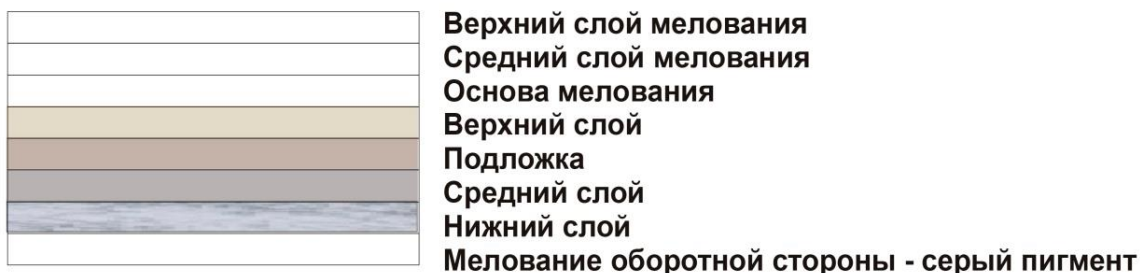 Верхний слой мелования
Средний слой мелования
Основа мелования
Верхний слой
Подложка
Средний слой
Нижний слой
Мелование оборотной стороны - серый пигмент